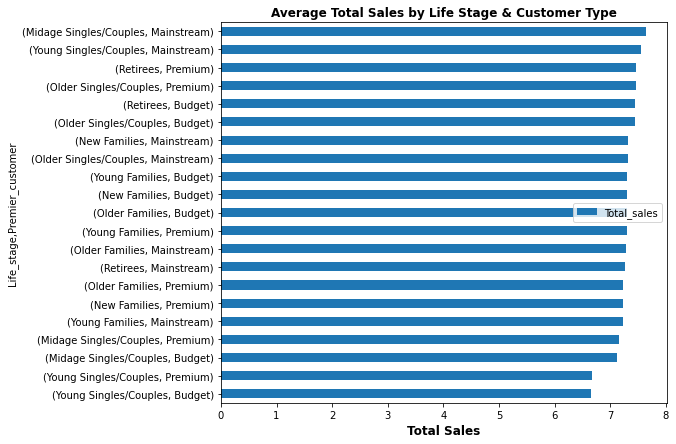 Average Total Sales by Life Stage & Customer Type
(Midage Singles/Couples, Mainstream)
(Young Singles/Couples, Mainstream)
(Retirees, Premium)
(Older Singles/Couples, Premium)
(Retirees, Budget)
(Older Singles/Couples, Budget)
(New Families, Mainstream)
(Older Singles/Couples, Mainstream)
(Young Families, Budget)
(New Families, Budget)
(Older Families, Budget)
(Young Families, Premium)
(Older Families, Mainstream)
(Retirees, Mainstream)
(Older Families, Premium)
(New Families, Premium)
(Young Families, Mainstream)
(Midage Singles/Couples, Premium)
(Midage Singles/Couples, Budget)
(Young Singles/Couples, Premium)
(Young Singles/Couples, Budget)
Life_stage,Premier_customer
Total_sales
0 1 2 3 4 5 6 7 8
Total Sales